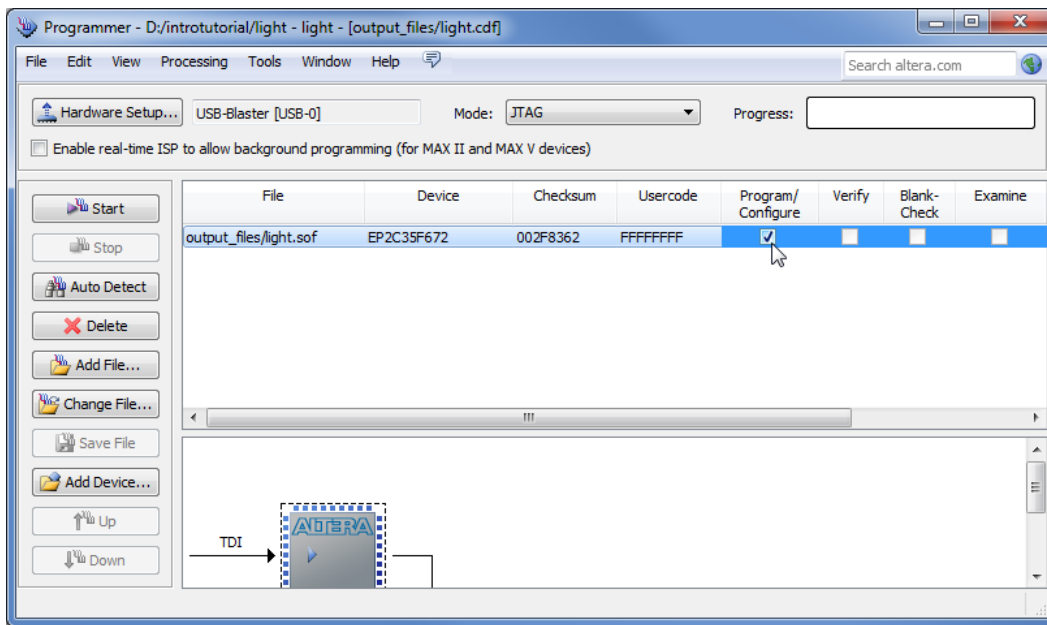 Programmer - D:/introtutorial/light - light - [output_files/light.cdf]
File Edit View Processing Tools Window Help
Search altera.com
Hardware Setup... USB-Blaster [USB-0] Mode: JTAG Progress:
Enable real-time ISP to allow background programming (for MAX II and MAX V devices)
Start
Stop
Auto Detect
Delete
Add File...
Change File...
Save File
Add Device...
Up
Down
File Device Checksum Usercode Program/ Configure Verify Blank- Check Examine
output_files/light.sof EP2C35F672 002F8362 FFFFFFFF
TDI
ALTERA